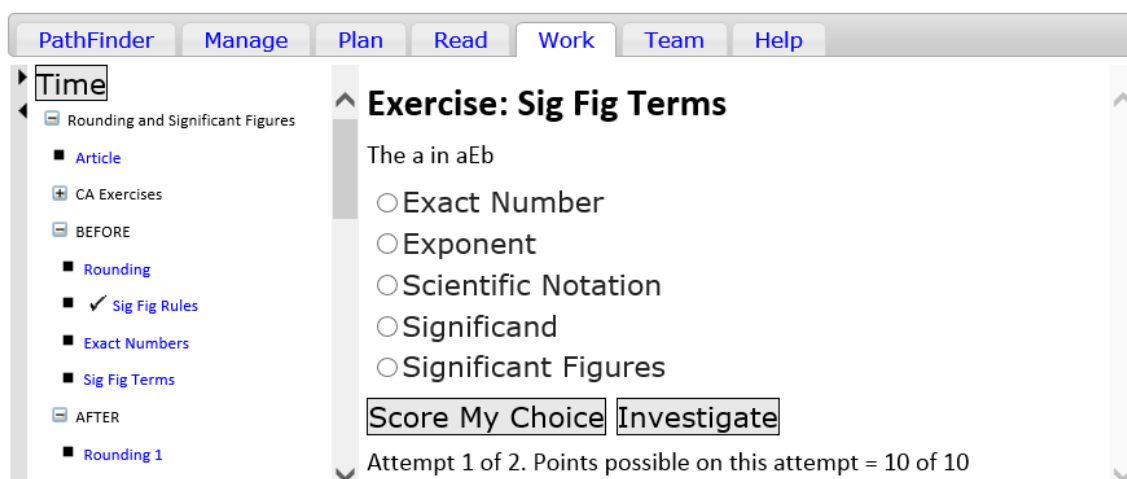 PathFinder Manage Plan Read Work Team Help
Time
Rounding and Significant Figures
Article
CA Exercises
BEFORE
Rounding
✓ Sig Fig Rules
Exact Numbers
Sig Fig Terms
AFTER
Rounding 1
Exercise: Sig Fig Terms
The a in aEb
Exact Number
Exponent
Scientific Notation
Significand
Significant Figures
Score My Choice Investigate
Attempt 1 of 2. Points possible on this attempt = 10 of 10